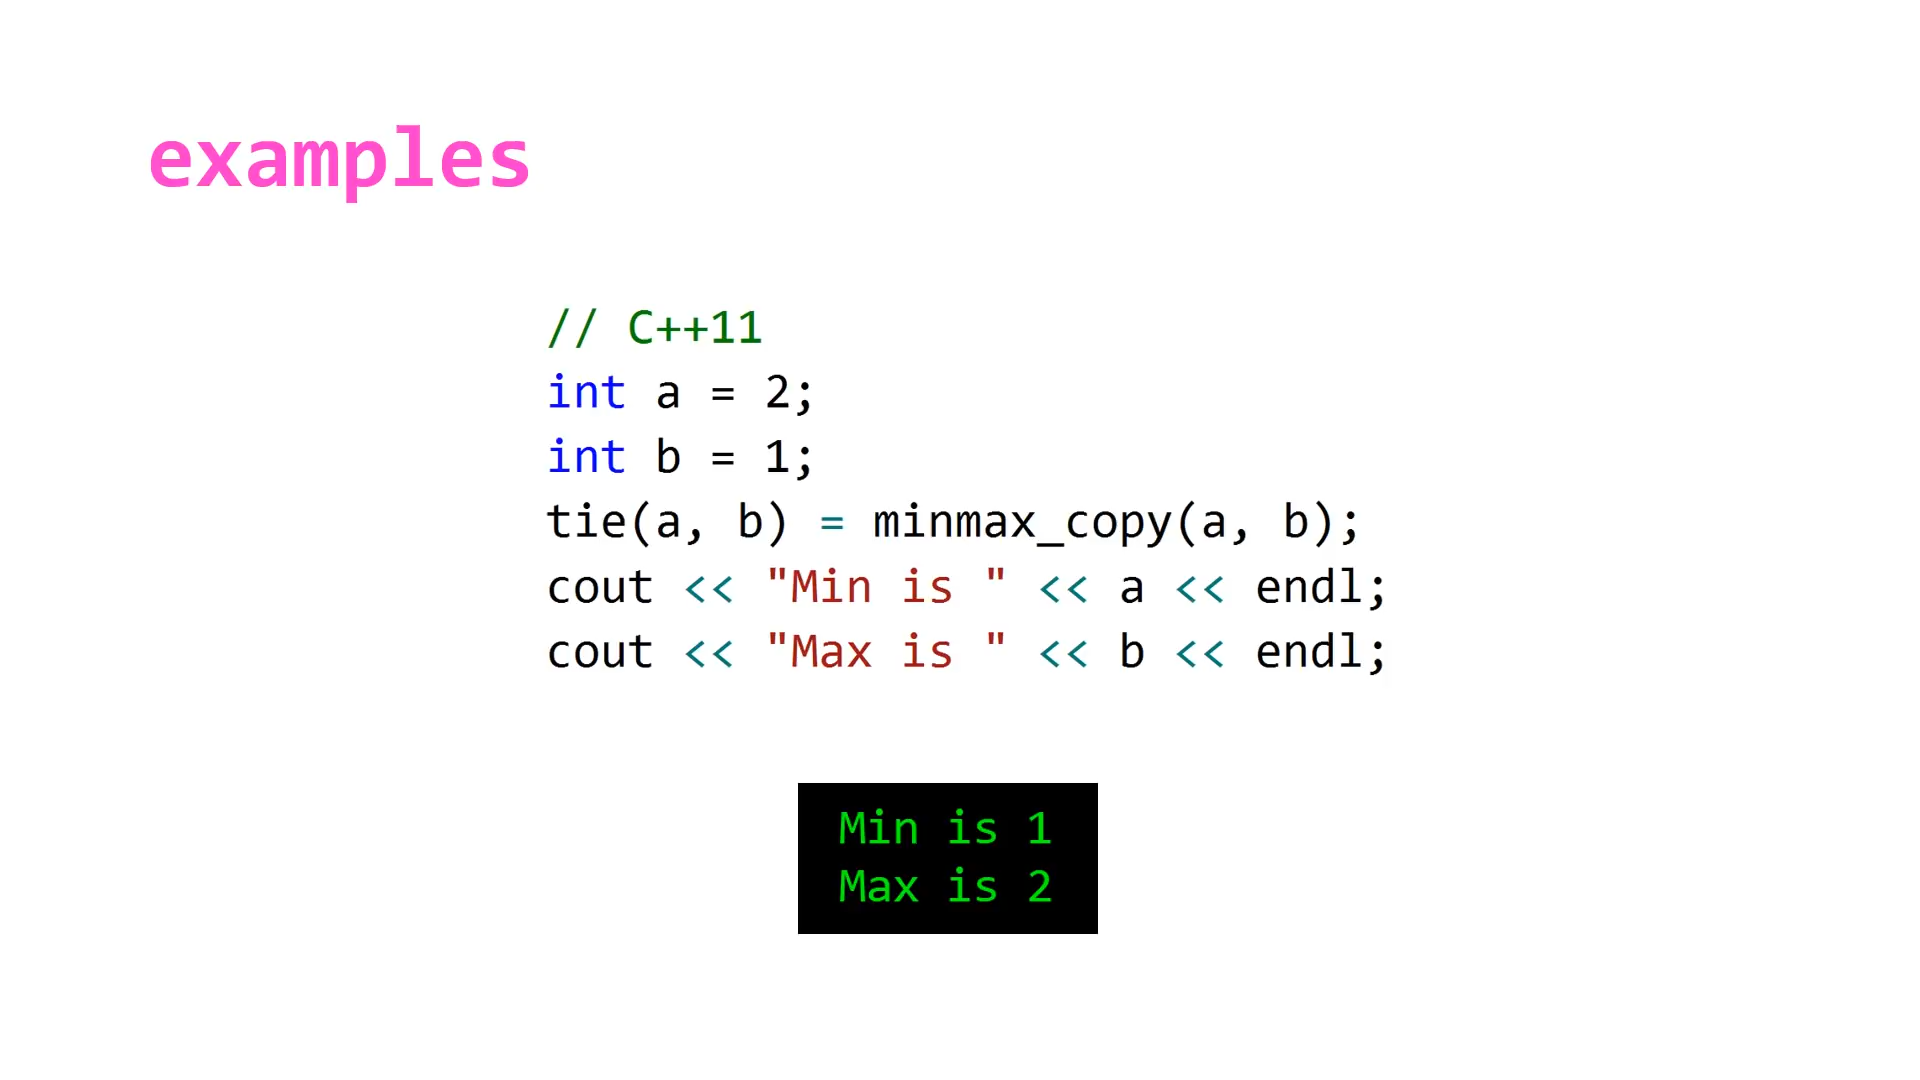 examples
// C++11
int a = 2;
int b = 1;
tie(a, b) = minmax_copy(a, b);
cout << "Min is " << a << endl;
cout << "Max is " << b << endl;
Min is 1
Max is 2